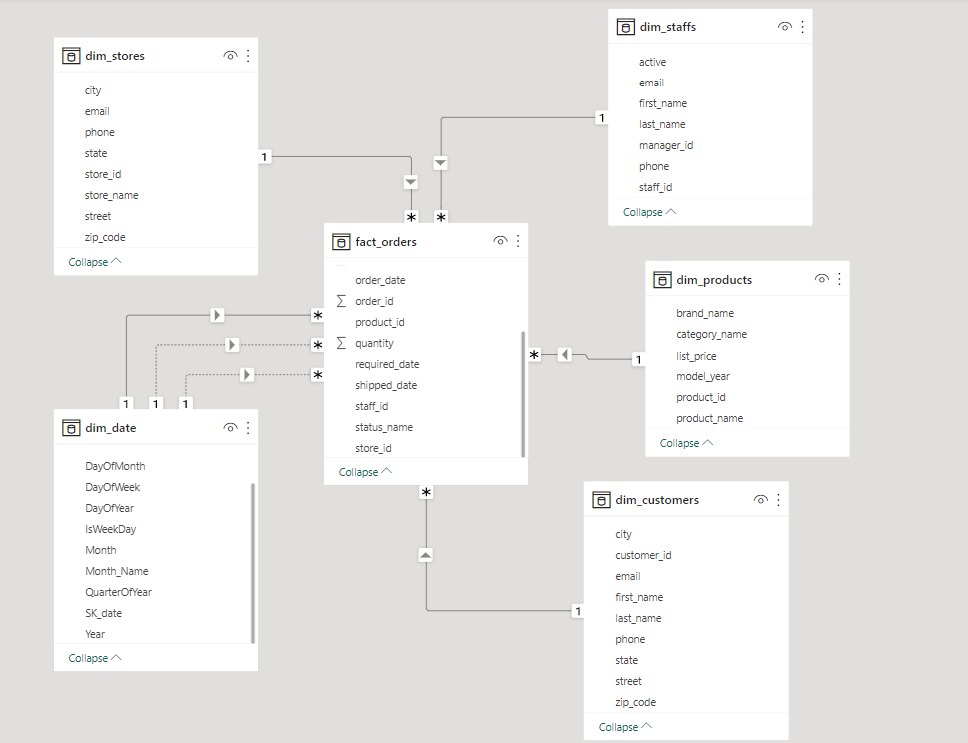 dim_stores
city
email
phone
state
store_id
store_name
street
zip_code
Collapse
1
*
dim_staffs
active
email
first_name
last_name
manager_id
phone
staff_id
Collapse
1
*
fact_orders
order_date
Σ order_id
product_id
Σ quantity
required_date
shipped_date
staff_id
status_name
store_id
Collapse
*
*
*
1
1
1
dim_products
brand_name
category_name
list_price
model_year
product_id
product_name
Collapse
*
1
dim_date
DayOfMonth
DayOfWeek
DayOfYear
IsWeekDay
Month
Month_Name
QuarterOfYear
SK_date
Year
Collapse
dim_customers
city
customer_id
email
first_name
last_name
phone
state
street
zip_code
Collapse
*
1